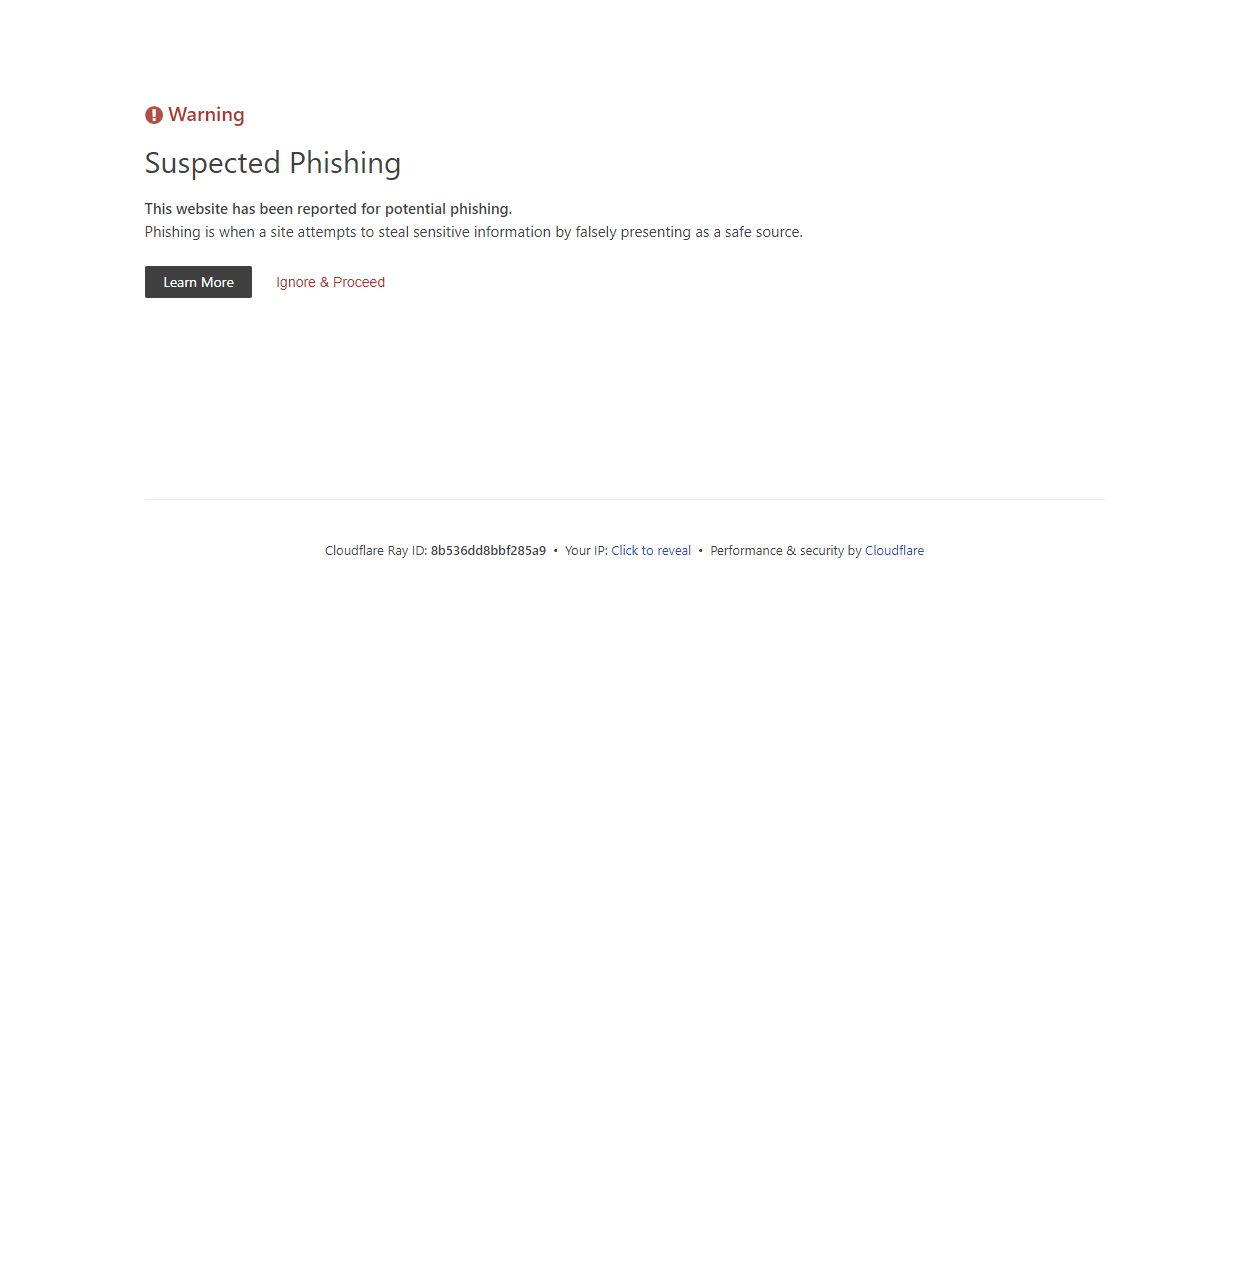 Warning
Suspected Phishing
This website has been reported for potential phishing.
Phishing is when a site attempts to steal sensitive information by falsely presenting as a safe source.
Learn More Ignore & Proceed
Cloudflare Ray ID: 8b536dd8bbf285a9 • Your IP: Click to reveal • Performance & security by Cloudflare